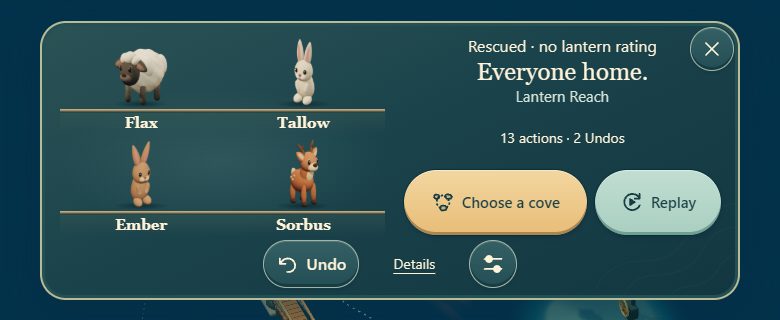 Flax
Tallow
Ember
Sorbus
Rescued · no lantern rating
Everyone home.
Lantern Reach
13 actions · 2 Undos
Choose a cove
Replay
Undo
Details